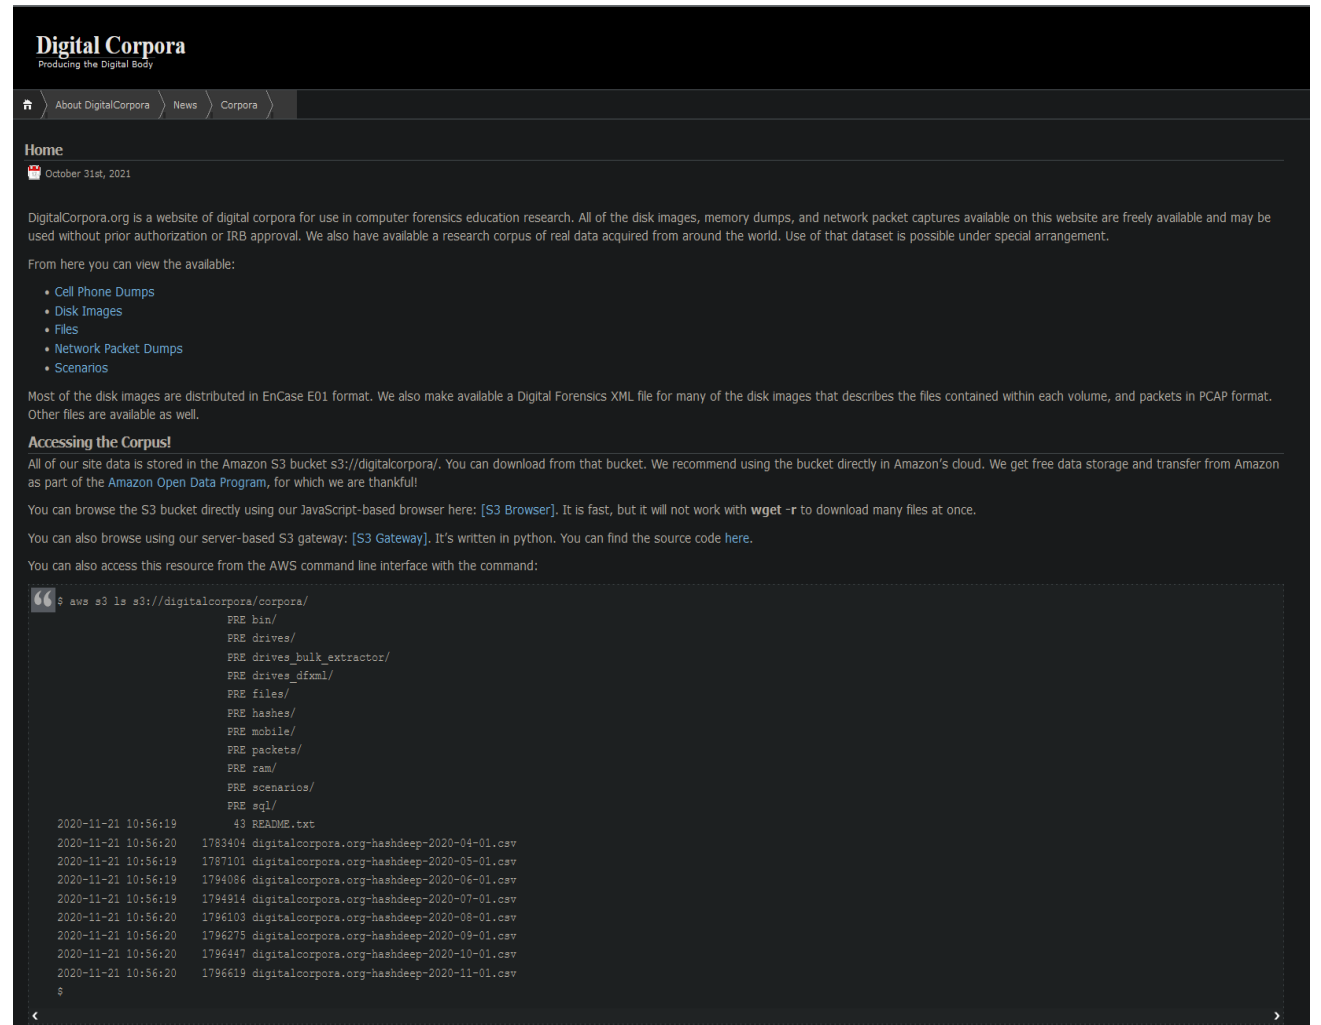 Digital Corpora
Producing the Digital Body
About DigitalCorpora
News
Corpora
Home
October 31st, 2021
DigitalCorpora.org is a website of digital corpora for use in computer forensics education research. All of the disk images, memory dumps, and network packet captures available on this website are freely available and may be
used without prior authorization or IRB approval. We also have available a research corpus of real data acquired from around the world. Use of that dataset is possible under special arrangement.
From here you can view the available:
• Cell Phone Dumps
• Disk Images
• Files
• Network Packet Dumps
• Scenarios
Most of the disk images are distributed in EnCase E01 format. We also make available a Digital Forensics XML file for many of the disk images that describes the files contained within each volume, and packets in PCAP format.
Other files are available as well.
Accessing the Corpus!
All of our site data is stored in the Amazon S3 bucket s3://digitalcorpora/. You can download from that bucket. We recommend using the bucket directly in Amazon's cloud. We get free data storage and transfer from Amazon
as part of the Amazon Open Data Program, for which we are thankful!
You can browse the S3 bucket directly using our JavaScript-based browser here: [S3 Browser]. It is fast, but it will not work with wget -r to download many files at once.
You can also browse using our server-based S3 gateway: [S3 Gateway]. It's written in python. You can find the source code here.
You can also access this resource from the AWS command line interface with the command:
$ aws s3 ls s3://digitalcorpora/corpora/
PRE bin/
PRE drives/
PRE drives_bulk_extractor/
PRE drives_dfxml/
PRE files/
PRE hashes/
PRE mobile/
PRE packets/
PRE ram/
PRE scenarios/
PRE sql/
2020-11-21 10:56:19 43 README.txt
2020-11-21 10:56:20 1783404 digitalcorpora.org-hashdeep-2020-04-01.csv
2020-11-21 10:56:19 1787101 digitalcorpora.org-hashdeep-2020-05-01.csv
2020-11-21 10:56:19 1794086 digitalcorpora.org-hashdeep-2020-06-01.csv
2020-11-21 10:56:19 1794914 digitalcorpora.org-hashdeep-2020-07-01.csv
2020-11-21 10:56:20 1796103 digitalcorpora.org-hashdeep-2020-08-01.csv
2020-11-21 10:56:20 1796275 digitalcorpora.org-hashdeep-2020-09-01.csv
2020-11-21 10:56:20 1796447 digitalcorpora.org-hashdeep-2020-10-01.csv
2020-11-21 10:56:20 1796619 digitalcorpora.org-hashdeep-2020-11-01.csv
$